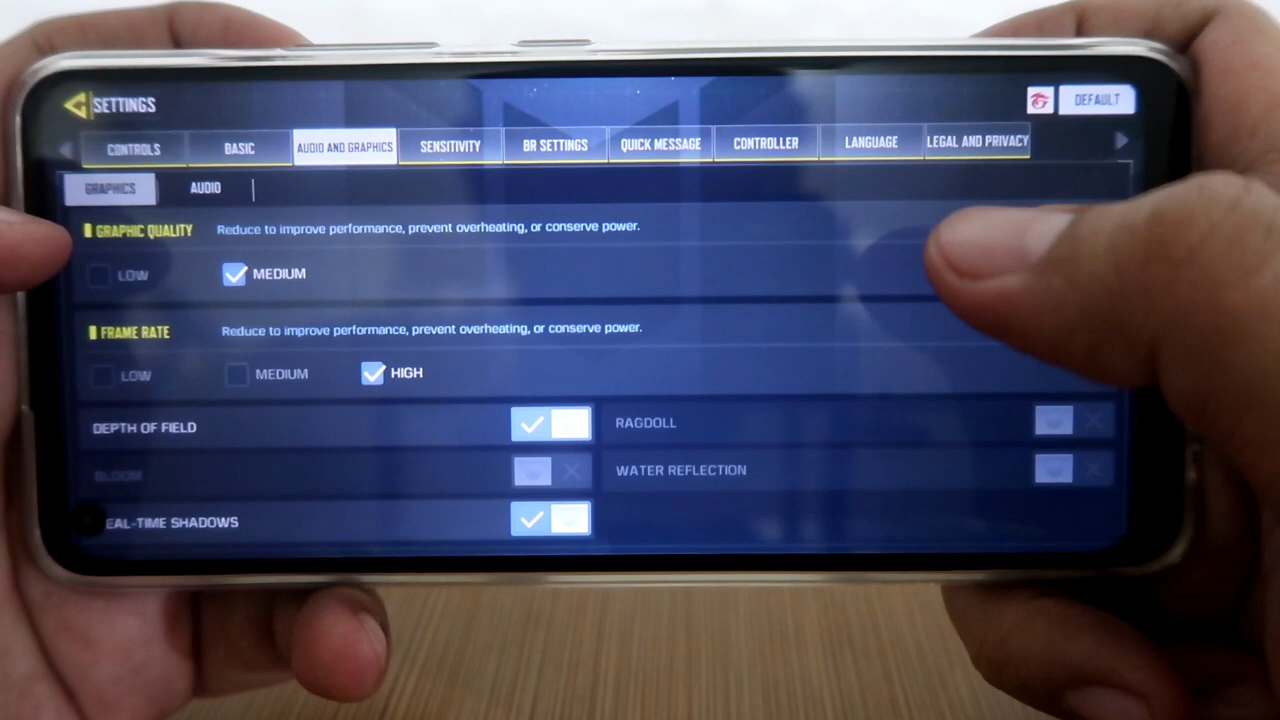 SETTINGS
DEFAULT
CONTROLS BASIC AUDIO AND GRAPHICS SENSITIVITY BR SETTINGS QUICK MESSAGE CONTROLLER LANGUAGE LEGAL AND PRIVACY
GRAPHICS AUDIO
GRAPHIC QUALITY Reduce to improve performance, prevent overheating, or conserve power.
LOW MEDIUM
FRAME RATE Reduce to improve performance, prevent overheating, or conserve power.
LOW MEDIUM HIGH
DEPTH OF FIELD RAGDOLL
BLOOM WATER REFLECTION
EAL-TIME SHADOWS